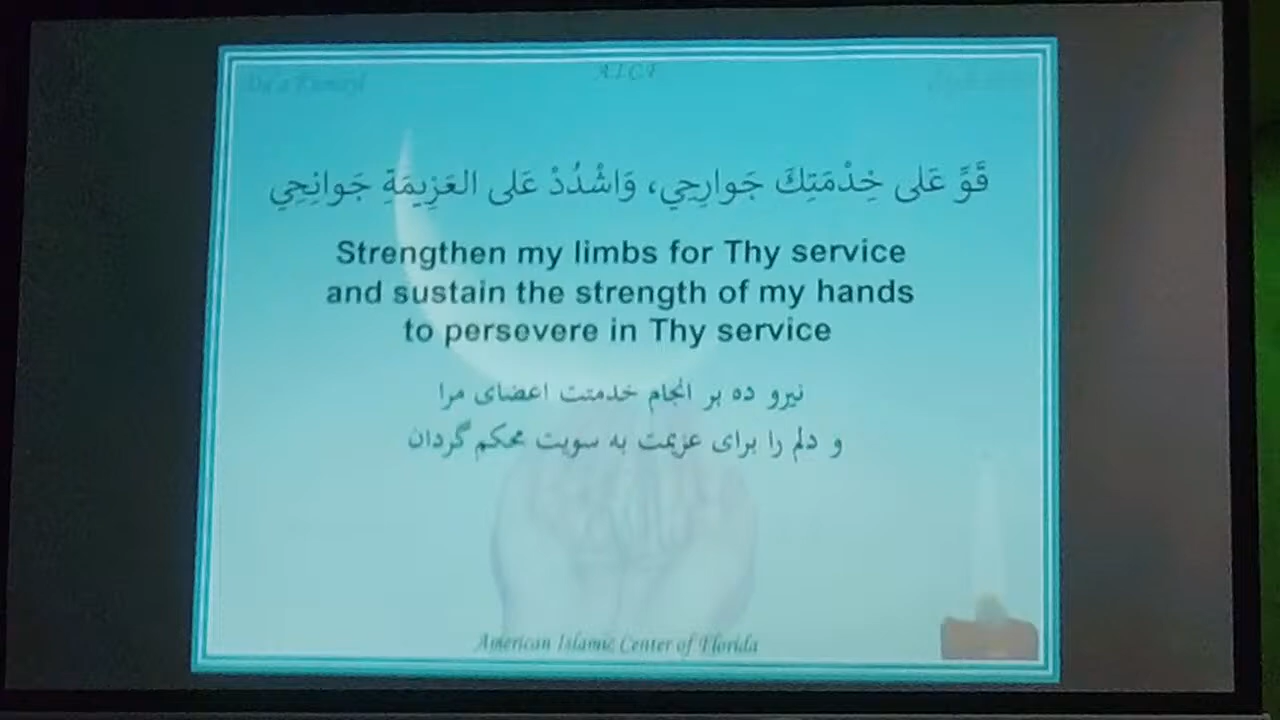 Du'a Kumayl
A.I.C.F
قَوِّ عَلى خِدْمَتِكَ جَوارِحِي، وَاشْدُدْ عَلى العَزِيمَةِ جَوانِحِي
Strengthen my limbs for Thy service
and sustain the strength of my hands
to persevere in Thy service
نیرو ده بر انجام خدمتت اعضای مرا
و دلم را برای عزیمت به سویت محکم گردان
American Islamic Center of Florida